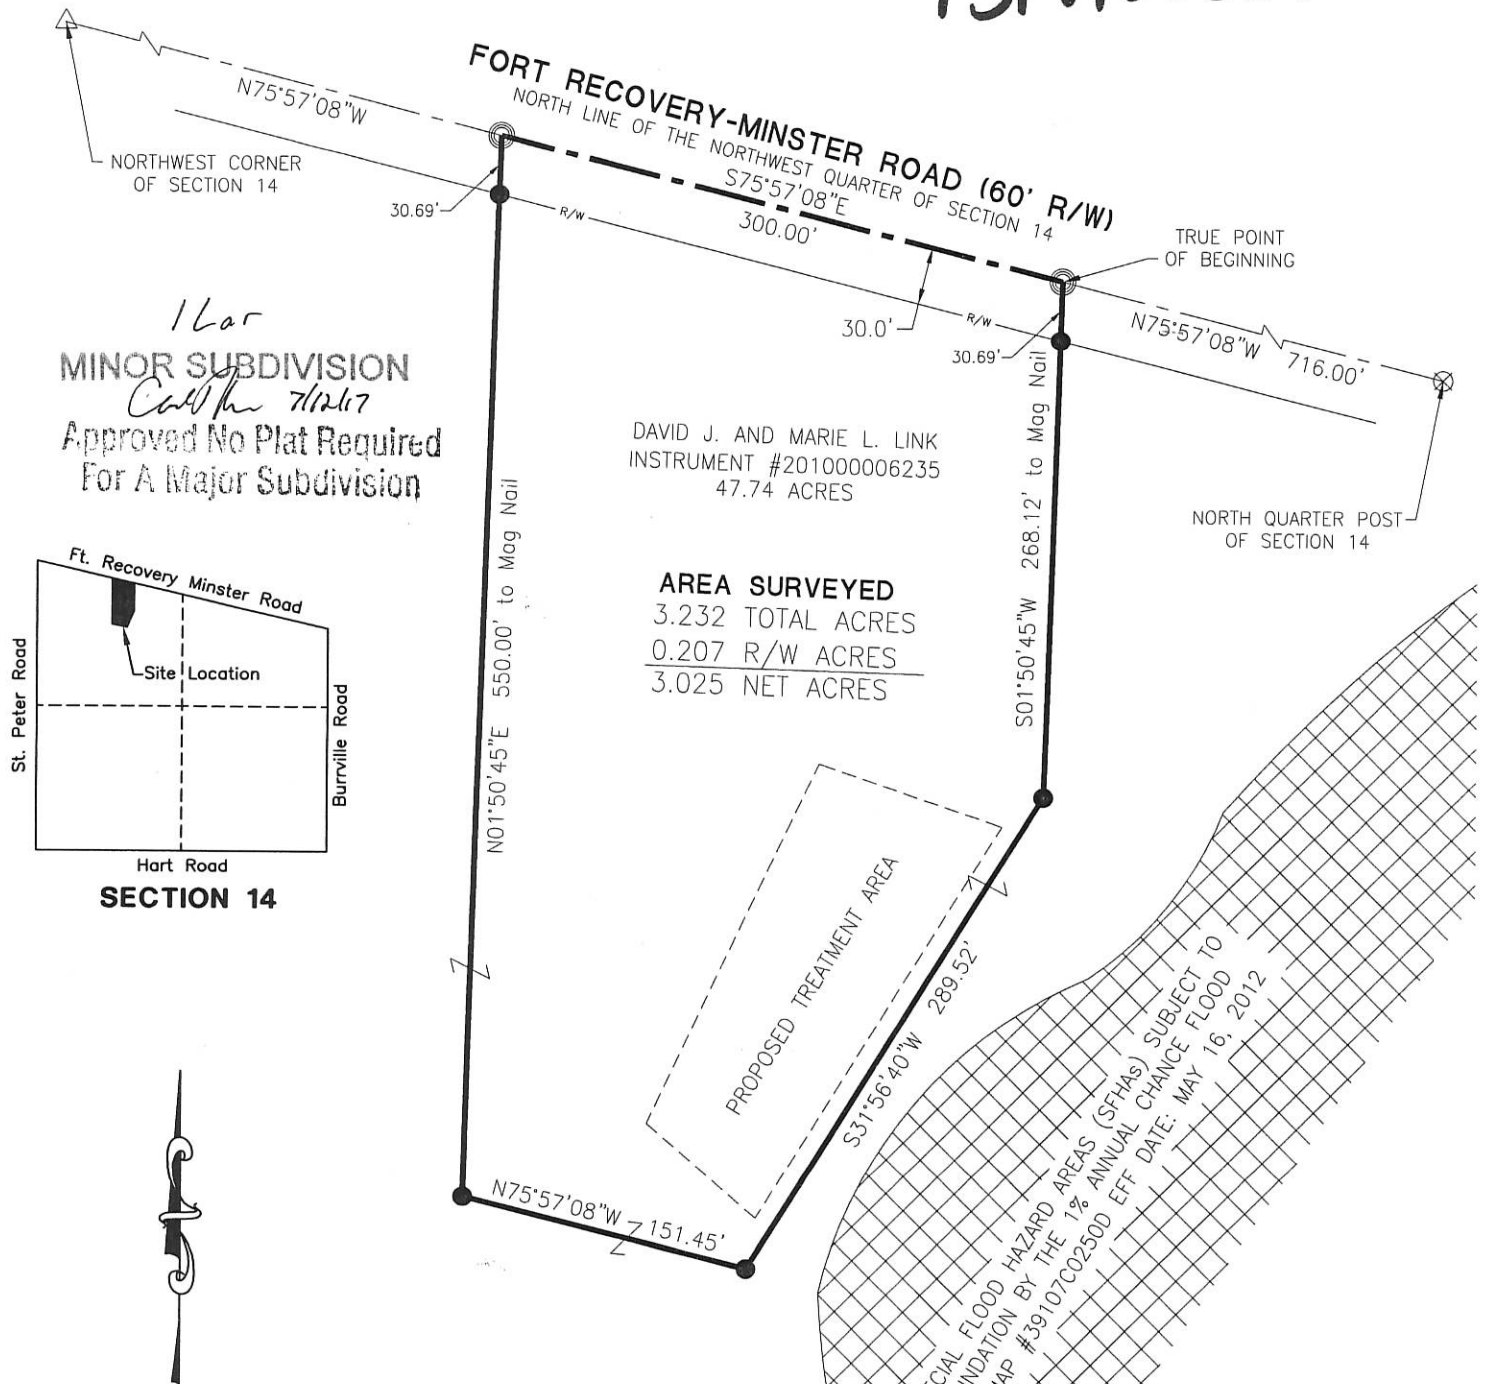 FORT RECOVERY-MINSTER ROAD (60' R/W)
NORTH LINE OF THE NORTHWEST QUARTER OF SECTION 14
N75°57'08"W
S75°57'08"E
300.00'
NORTHWEST CORNER
OF SECTION 14
30.69'
R/W
TRUE POINT
OF BEGINNING
30.0'
R/W
30.69'
N75°57'08"W 716.00'
NORTH QUARTER POST
OF SECTION 14
1 Lot
MINOR SUBDIVISION
7/12/17
Approved No Plat Required
For A Major Subdivision
DAVID J. AND MARIE L. LINK
INSTRUMENT #201000006235
47.74 ACRES
AREA SURVEYED
3.232 TOTAL ACRES
0.207 R/W ACRES
3.025 NET ACRES
N01°50'45"E 550.00' to Mag Nail
S01°50'45"W 268.12' to Mag Nail
Ft. Recovery Minster Road
St. Peter Road
Site Location
Burrville Road
Hart Road
SECTION 14
PROPOSED TREATMENT AREA
S31°56'40"W 289.52'
N75°57'08"W 151.45'
FLOOD HAZARD AREAS (SFHAs) SUBJECT TO
BY THE 1% ANNUAL CHANCE FLOOD
#39107C0250D EFF DATE: MAY 16, 2012